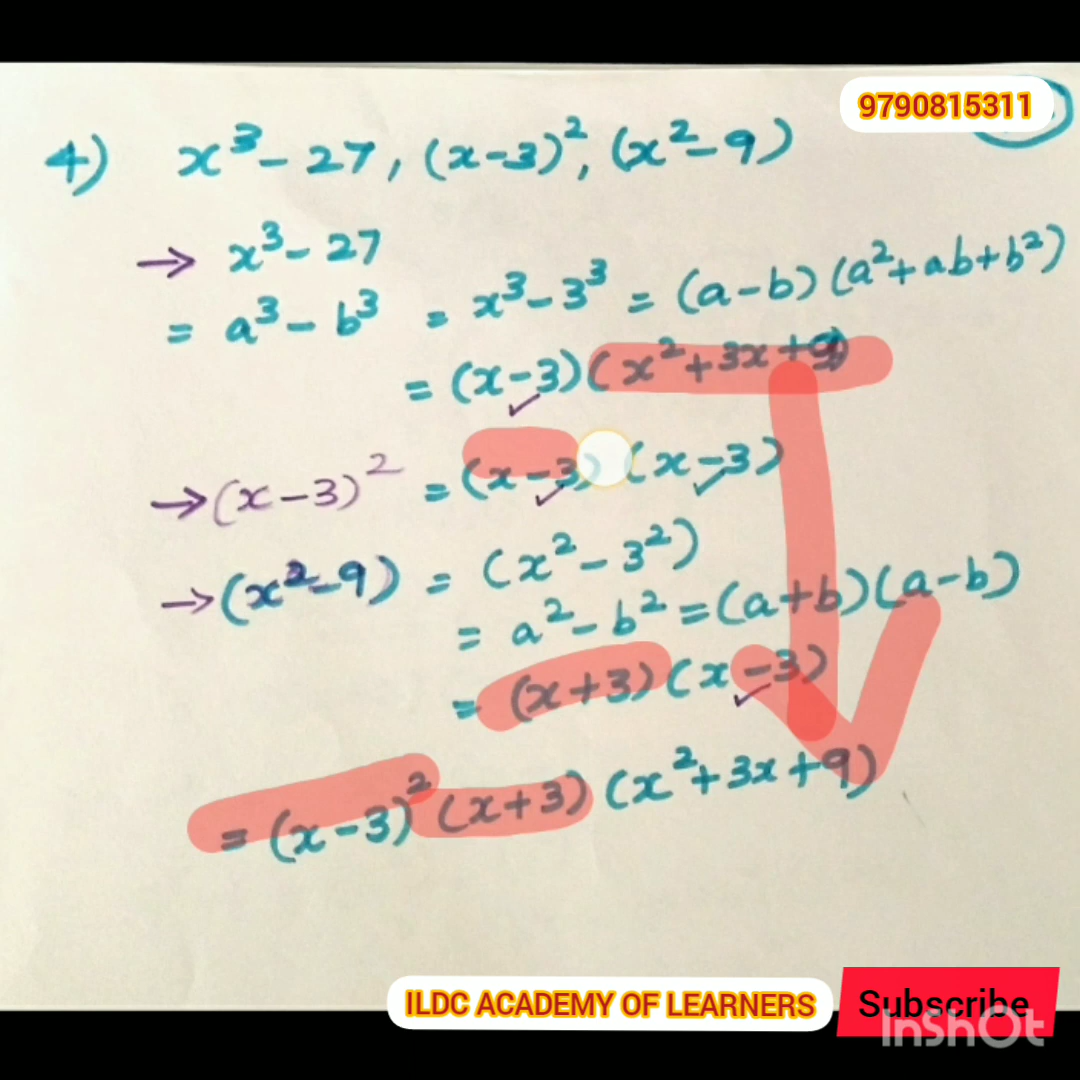 9790815311
4) x³ - 27, (x-3)², (x² - 9)
→ x³ - 27
= a³ - b³ = x³ - 3³ = (a-b) (a² + ab + b²)
= (x-3) (x² + 3x + 9)
→ (x-3)² = (x-3) (x-3)
→ (x² - 9) = (x² - 3²)
= a² - b² = (a+b) (a-b)
= (x+3) (x-3)
= (x-3)² (x+3) (x² + 3x + 9)
ILDC ACADEMY OF LEARNERS
Subscribe
InShOt